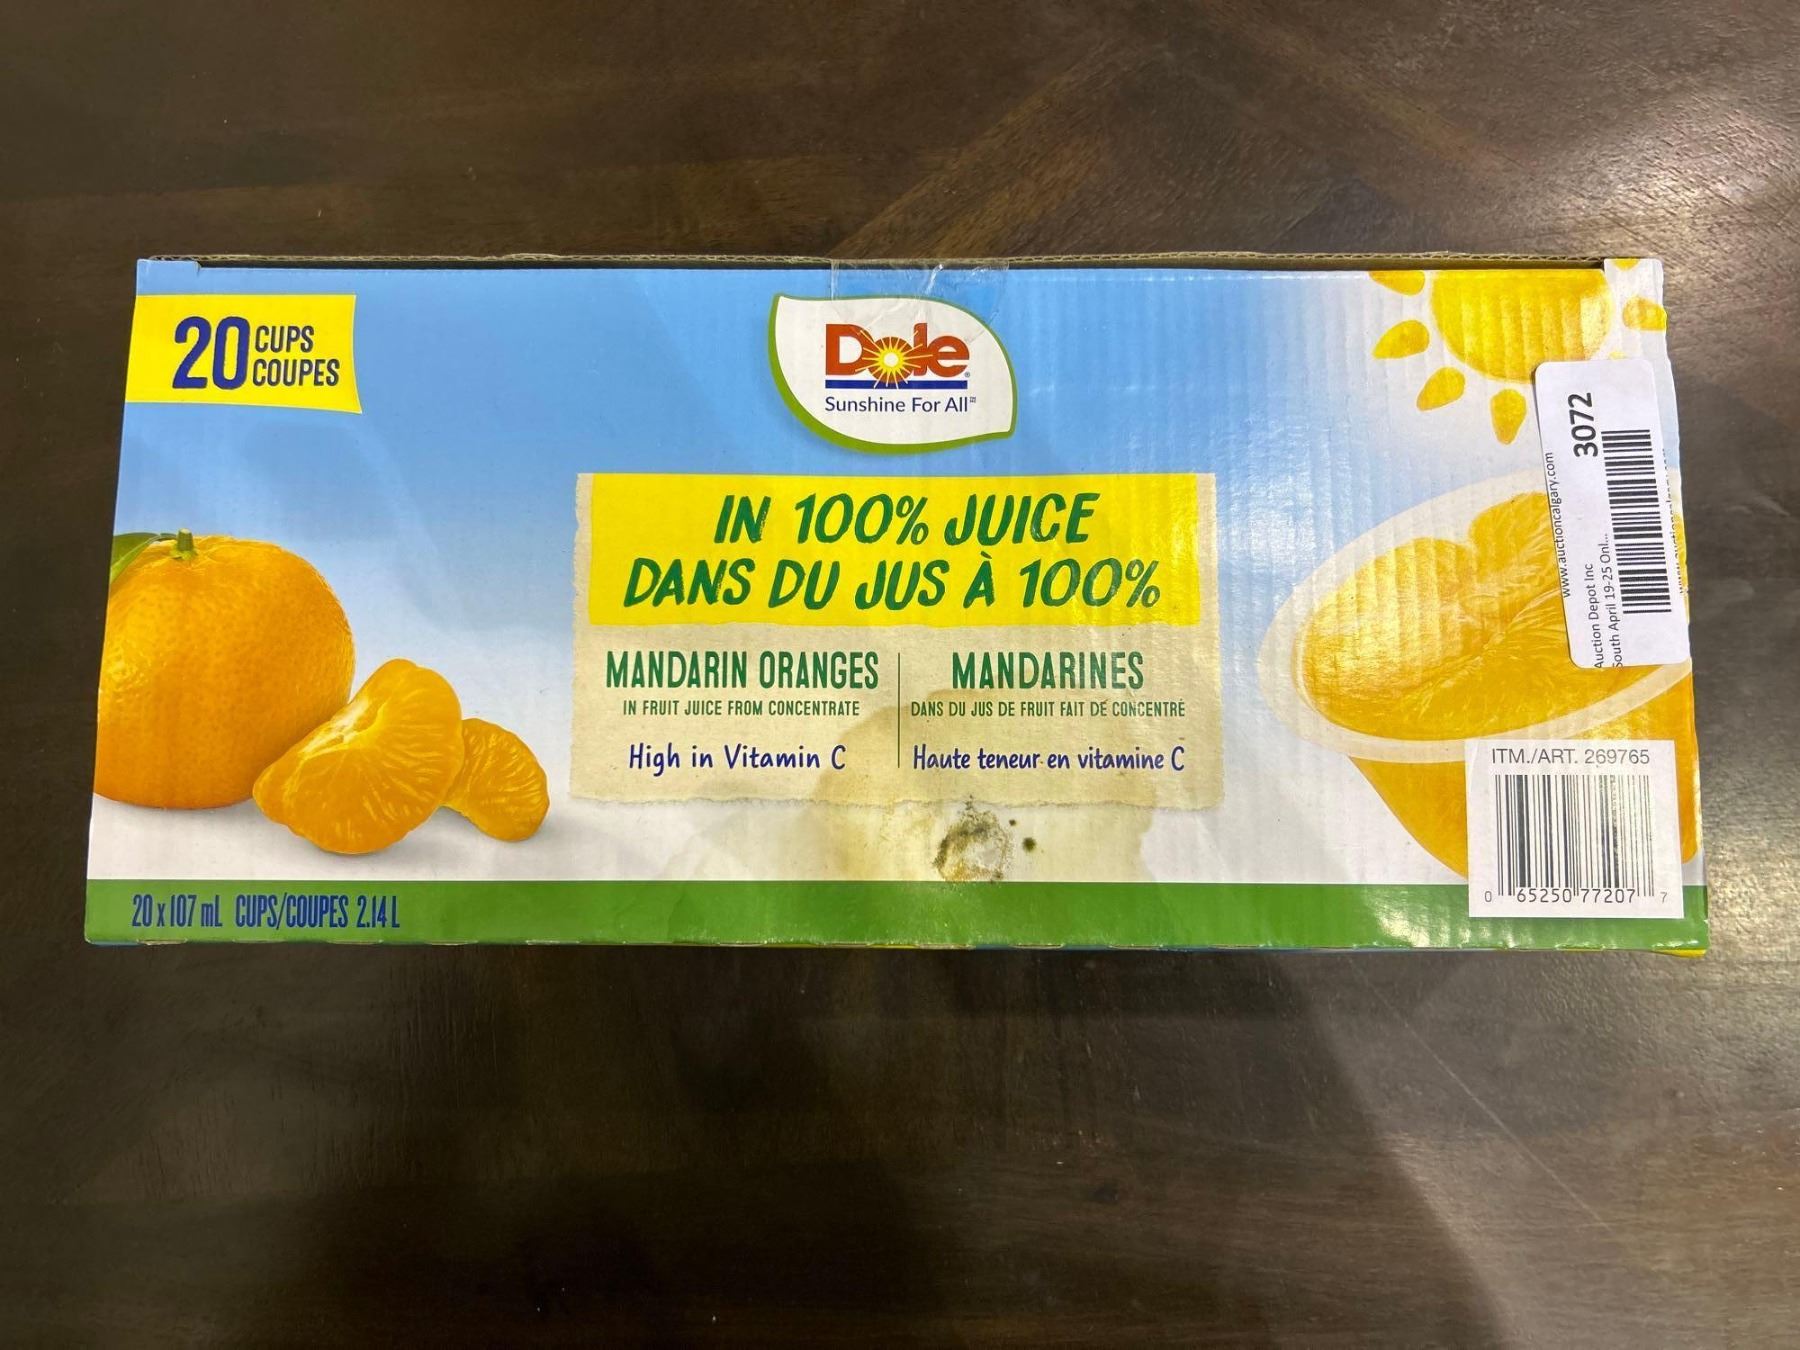 20 CUPS
COUPES
Dole
Sunshine For All
IN 100% JUICE
DANS DU JUS À 100%
MANDARIN ORANGES
IN FRUIT JUICE FROM CONCENTRATE
High in Vitamin C
MANDARINES
DANS DU JUS DE FRUIT FAIT DE CONCENTRÉ
Haute teneur en vitamine C
20 x 107 mL CUPS/COUPES 2.14 L
www.auctioncalgary.com
3072
Auction Depot Inc
South April 19-25 Onl...
ITM./ART. 269765
0 65250 77207 7